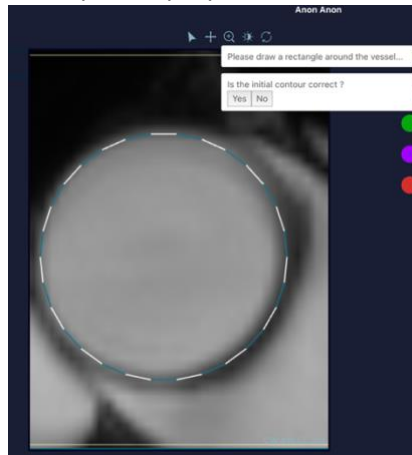 Anon Anon
Please draw a rectangle around the vessel...
Is the initial contour correct ?
Yes No